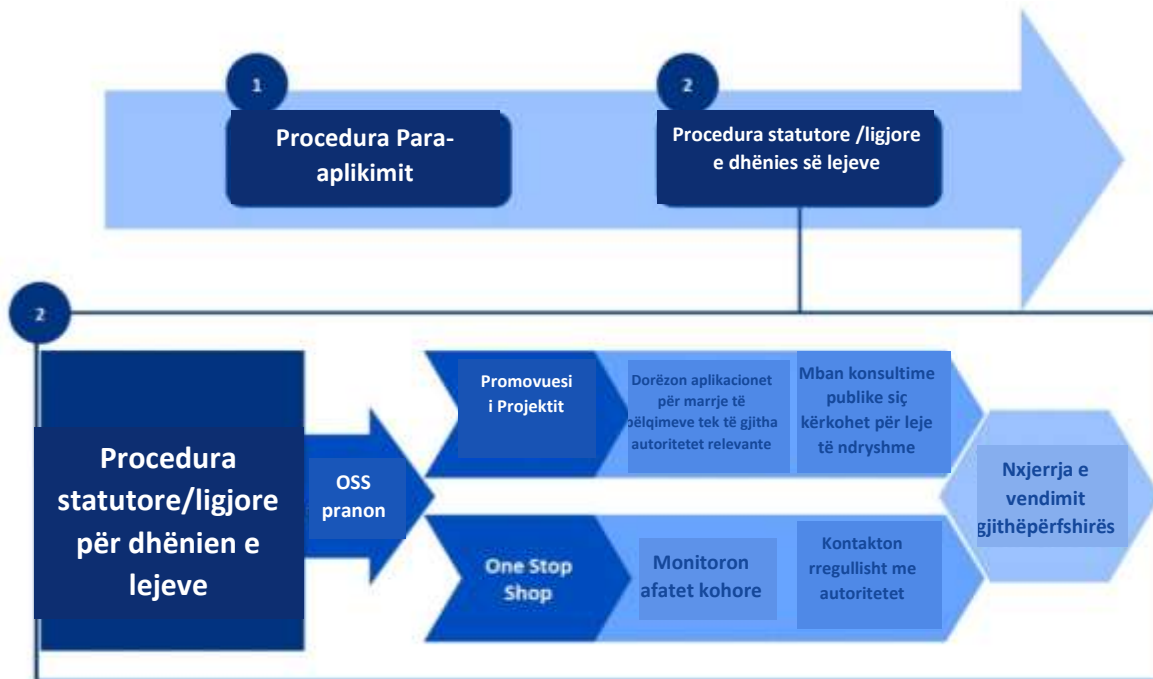 1
Procedura Para-
aplikimit
2
Procedura statutore /ligjore
e dhënies së lejeve
2
Procedura
statutore/ligjore
për dhënien e
lejeve
OSS
pranon
Promovuesi
i Projektit
Dorëzon aplikacionet
për marrje të
pëlqimeve tek të gjitha
autoritetet relevante
Mban konsultime
publike siç
kërkohet për leje
të ndryshme
One Stop
Shop
Monitoron
afatet kohore
Kontakton
rregullisht me
autoritetet
Nxjerrja e
vendimit
gjithëpërfshirës